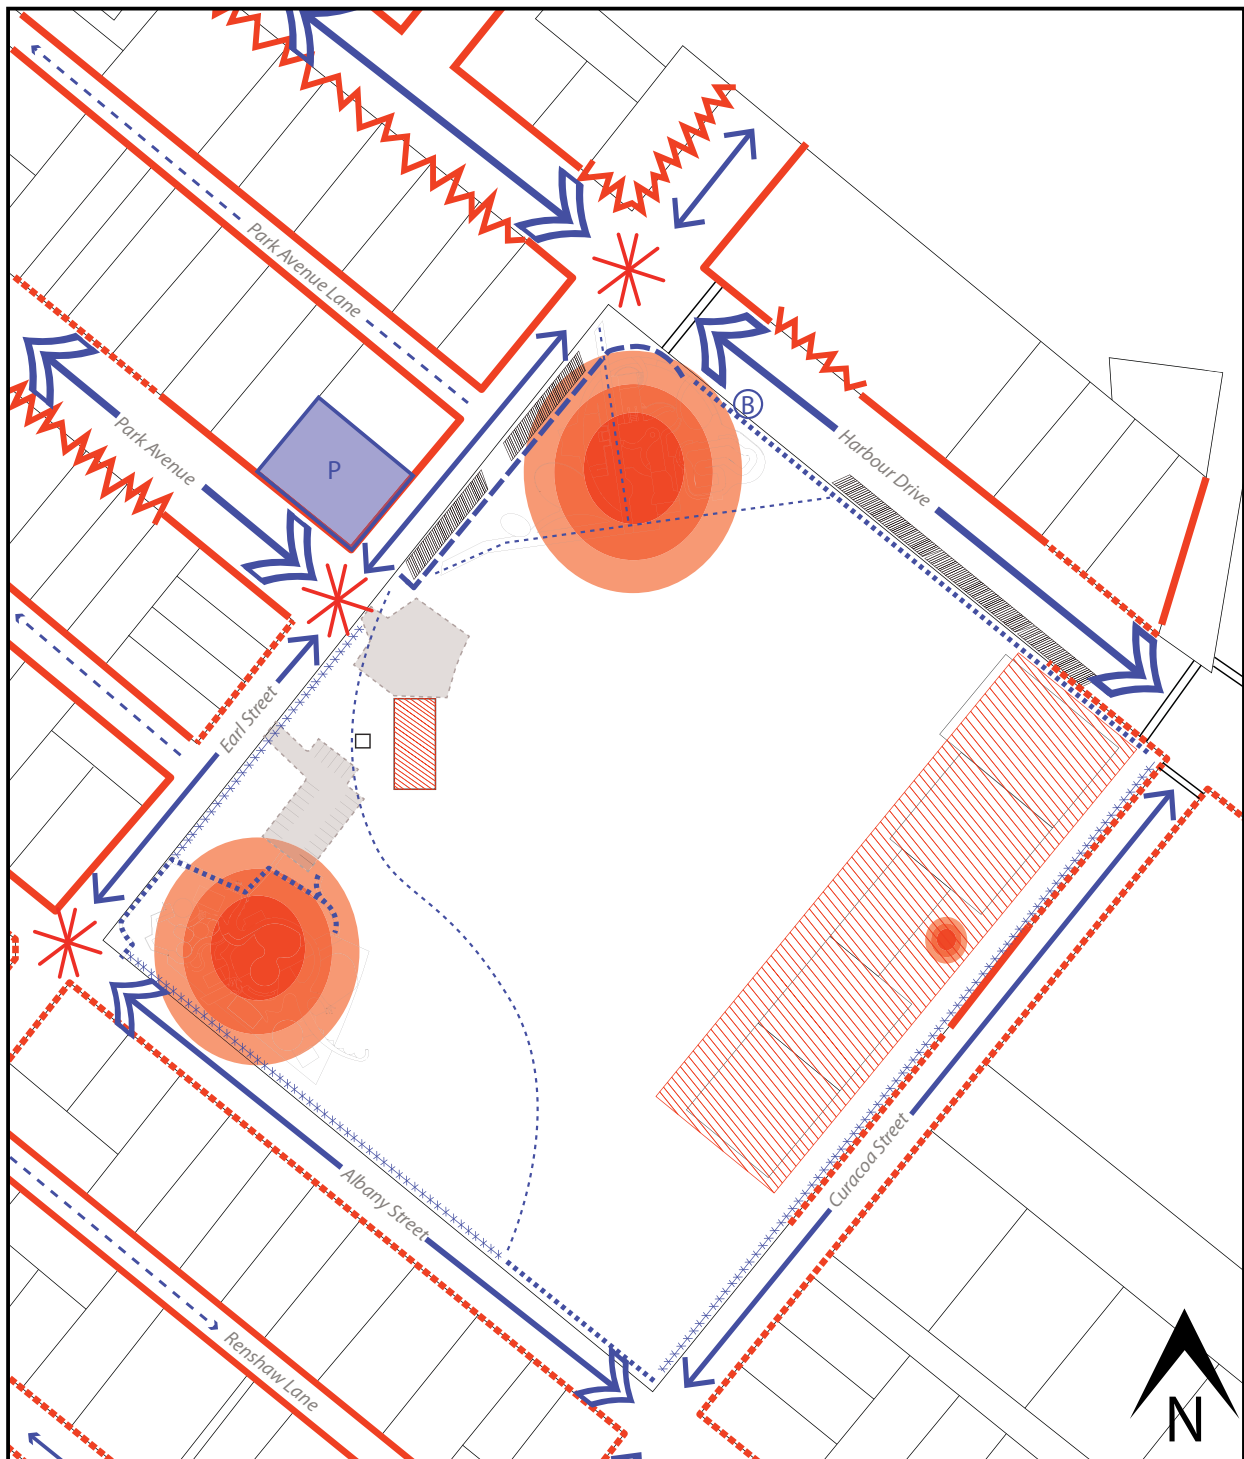 Park Avenue Lane
P
B
Park Avenue
Harbour Drive
Earl Street
Curacoa Street
Albany Street
Renshaw Lane
N